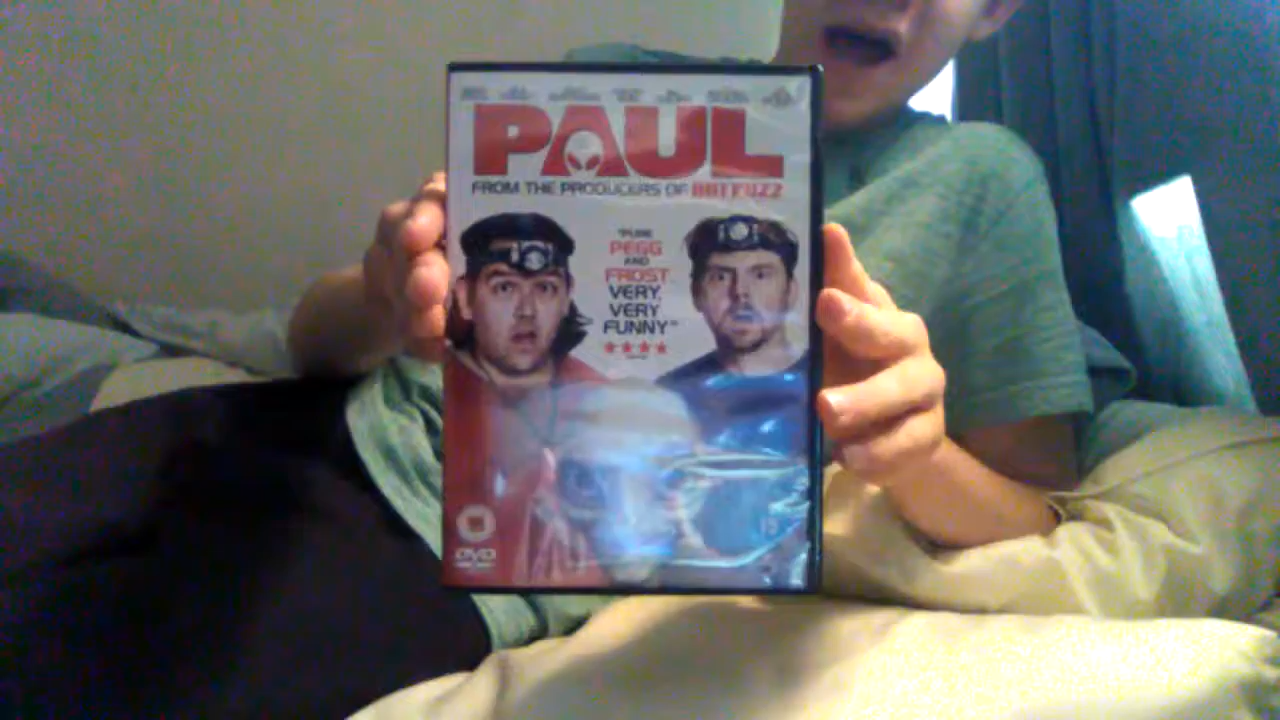 PAUL
FROM THE PRODUCERS OF HOT FUZZ
"PURE
PEGG
AND
FROST
VERY,
VERY
FUNNY"
DVD